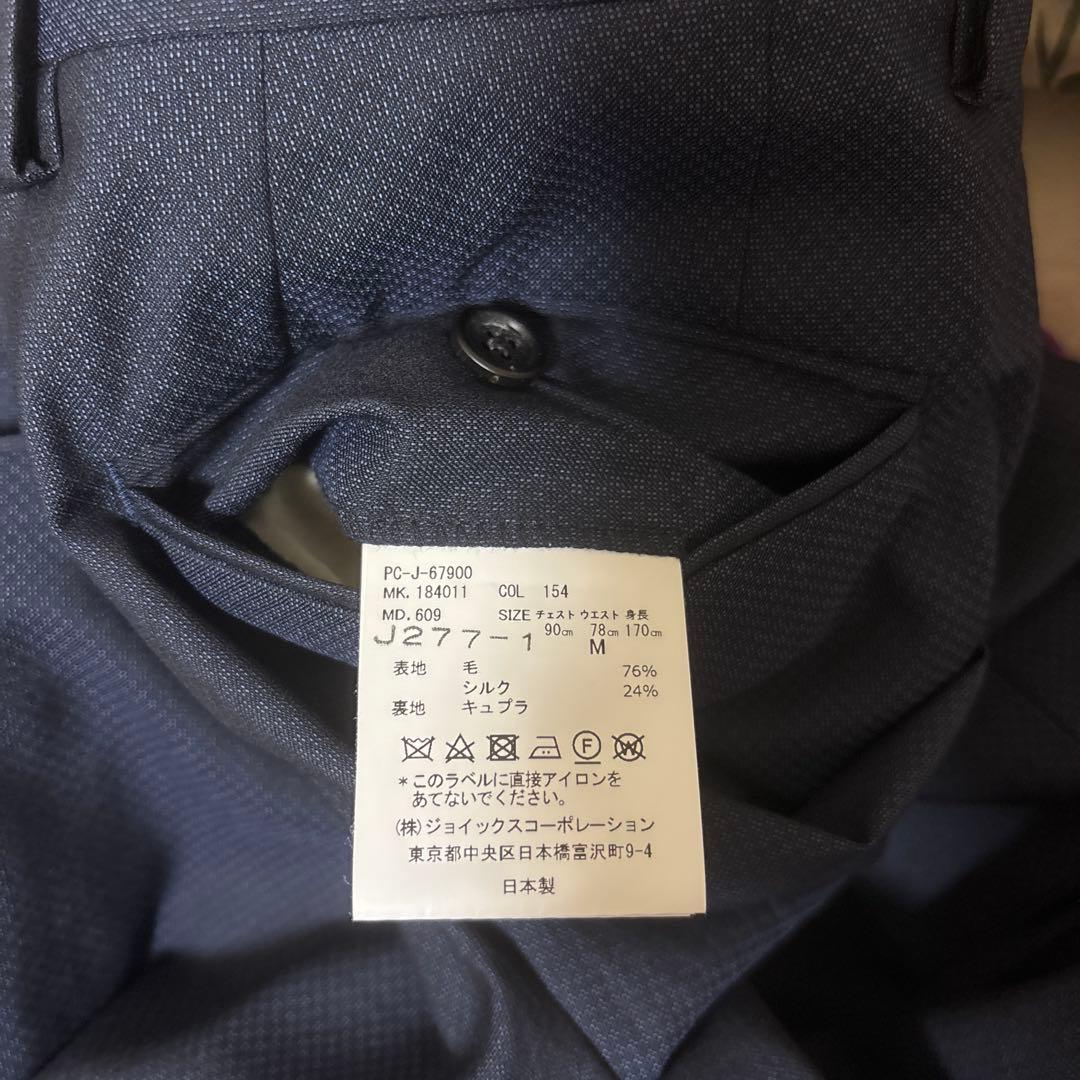 PC-J-67900
MK. 184011 COL 154
MD. 609 SIZE チェスト ウエスト 身長
J277-1 90cm 78cm 170cm
M
表地 毛 76%
シルク 24%
裏地 キュプラ
F W
*このラベルに直接アイロンを
あてないでください。
(株)ジョイックスコーポレーション
東京都中央区日本橋富沢町9-4
日本製